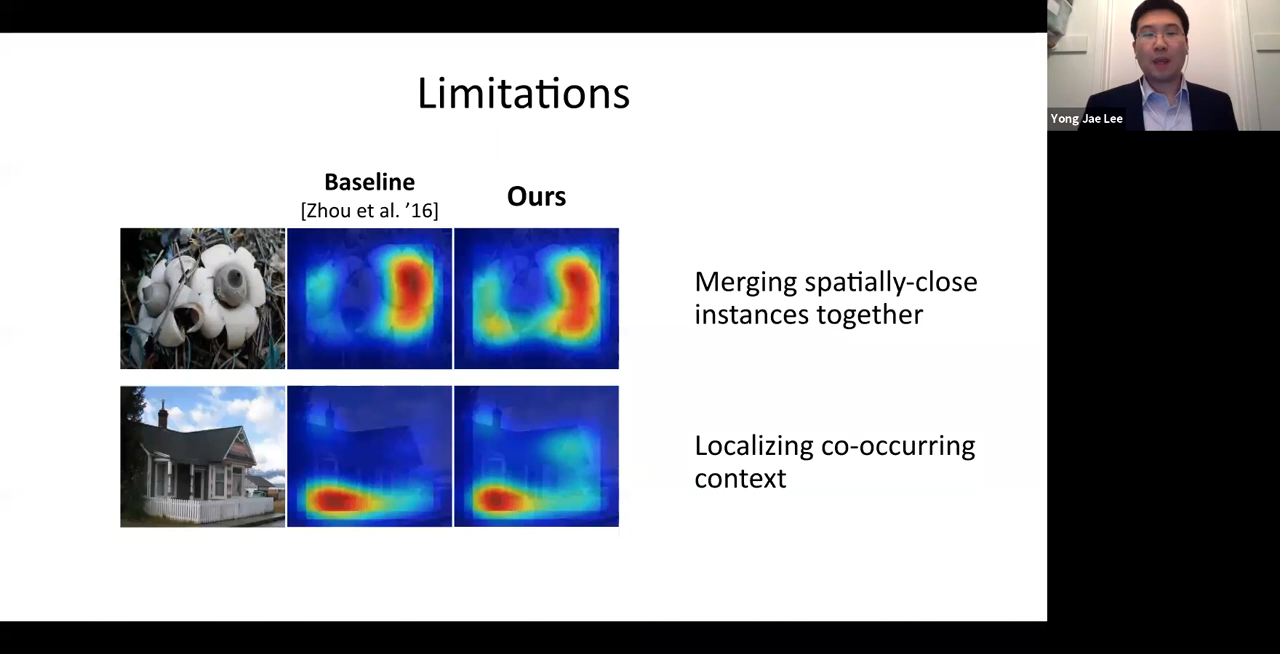 Limitations
Baseline
[Zhou et al. ’16]
Ours
Merging spatially-close
instances together
Localizing co-occurring
context
Yong Jae Lee